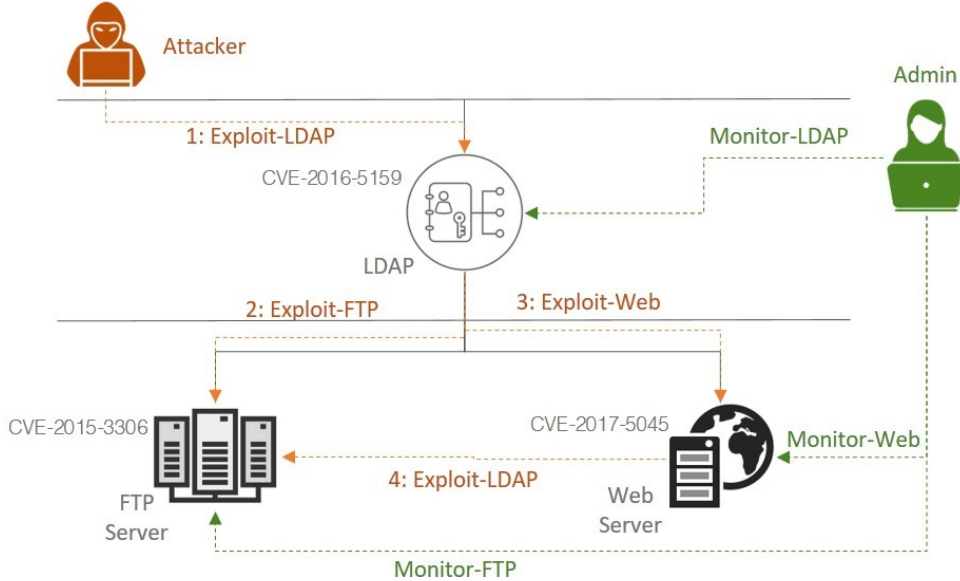 Attacker
Admin
1: Exploit-LDAP
Monitor-LDAP
CVE-2016-5159
LDAP
2: Exploit-FTP
3: Exploit-Web
CVE-2015-3306
CVE-2017-5045
Monitor-Web
4: Exploit-LDAP
FTP
Server
Web
Server
Monitor-FTP